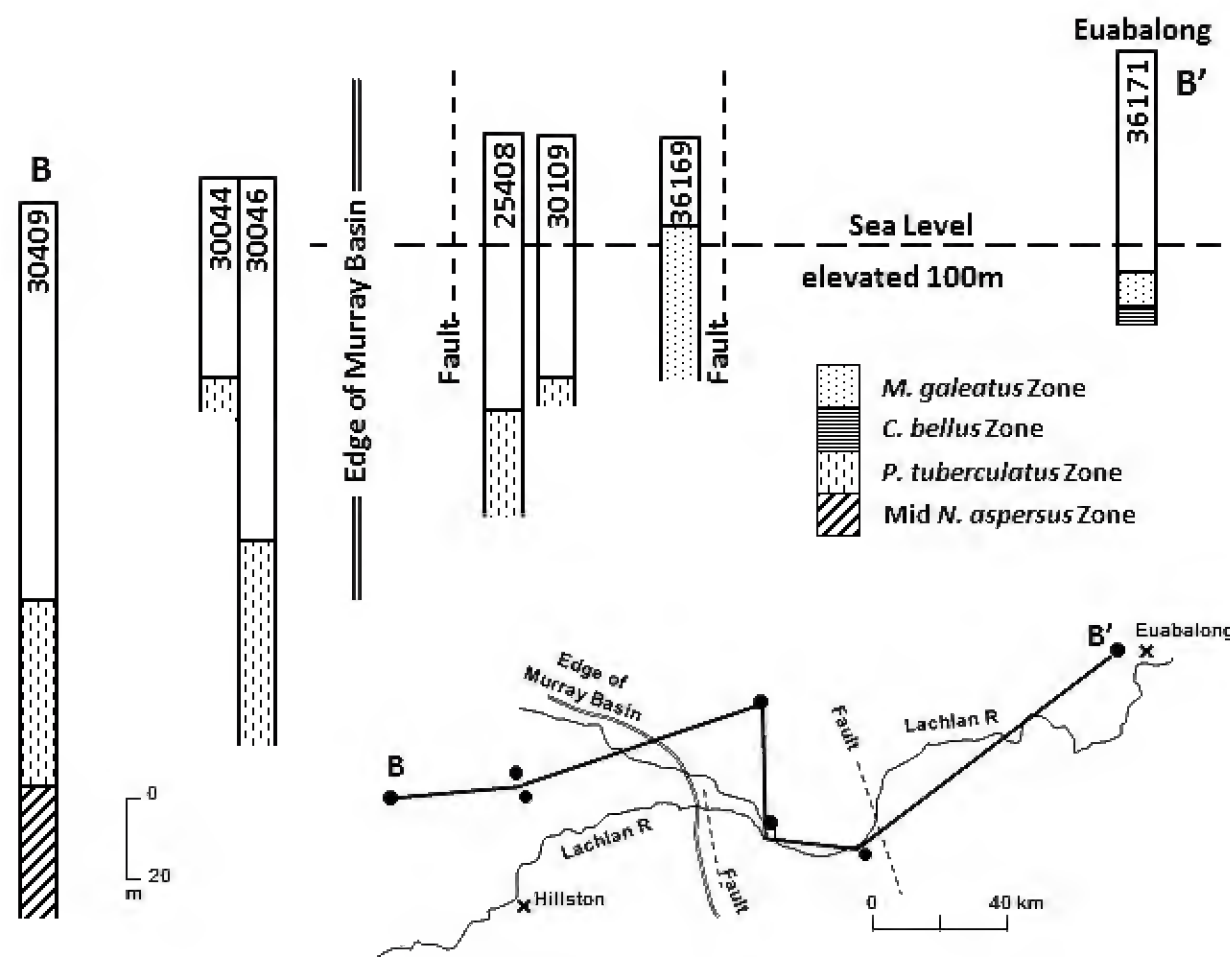 Euabalong
B’
36171
B
30409
30044
30046
Edge of Murray Basin
Fault
25408
30109
36169
Fault
Sea Level
elevated 100m
M. galeatus Zone
C. bellus Zone
P. tuberculatus Zone
Mid N. aspersus Zone
0
20
m
B
Edge of
Murray Basin
Lachlan R
Hillston
Fault
Fault
Lachlan R
B’
Euabalong
0
40 km